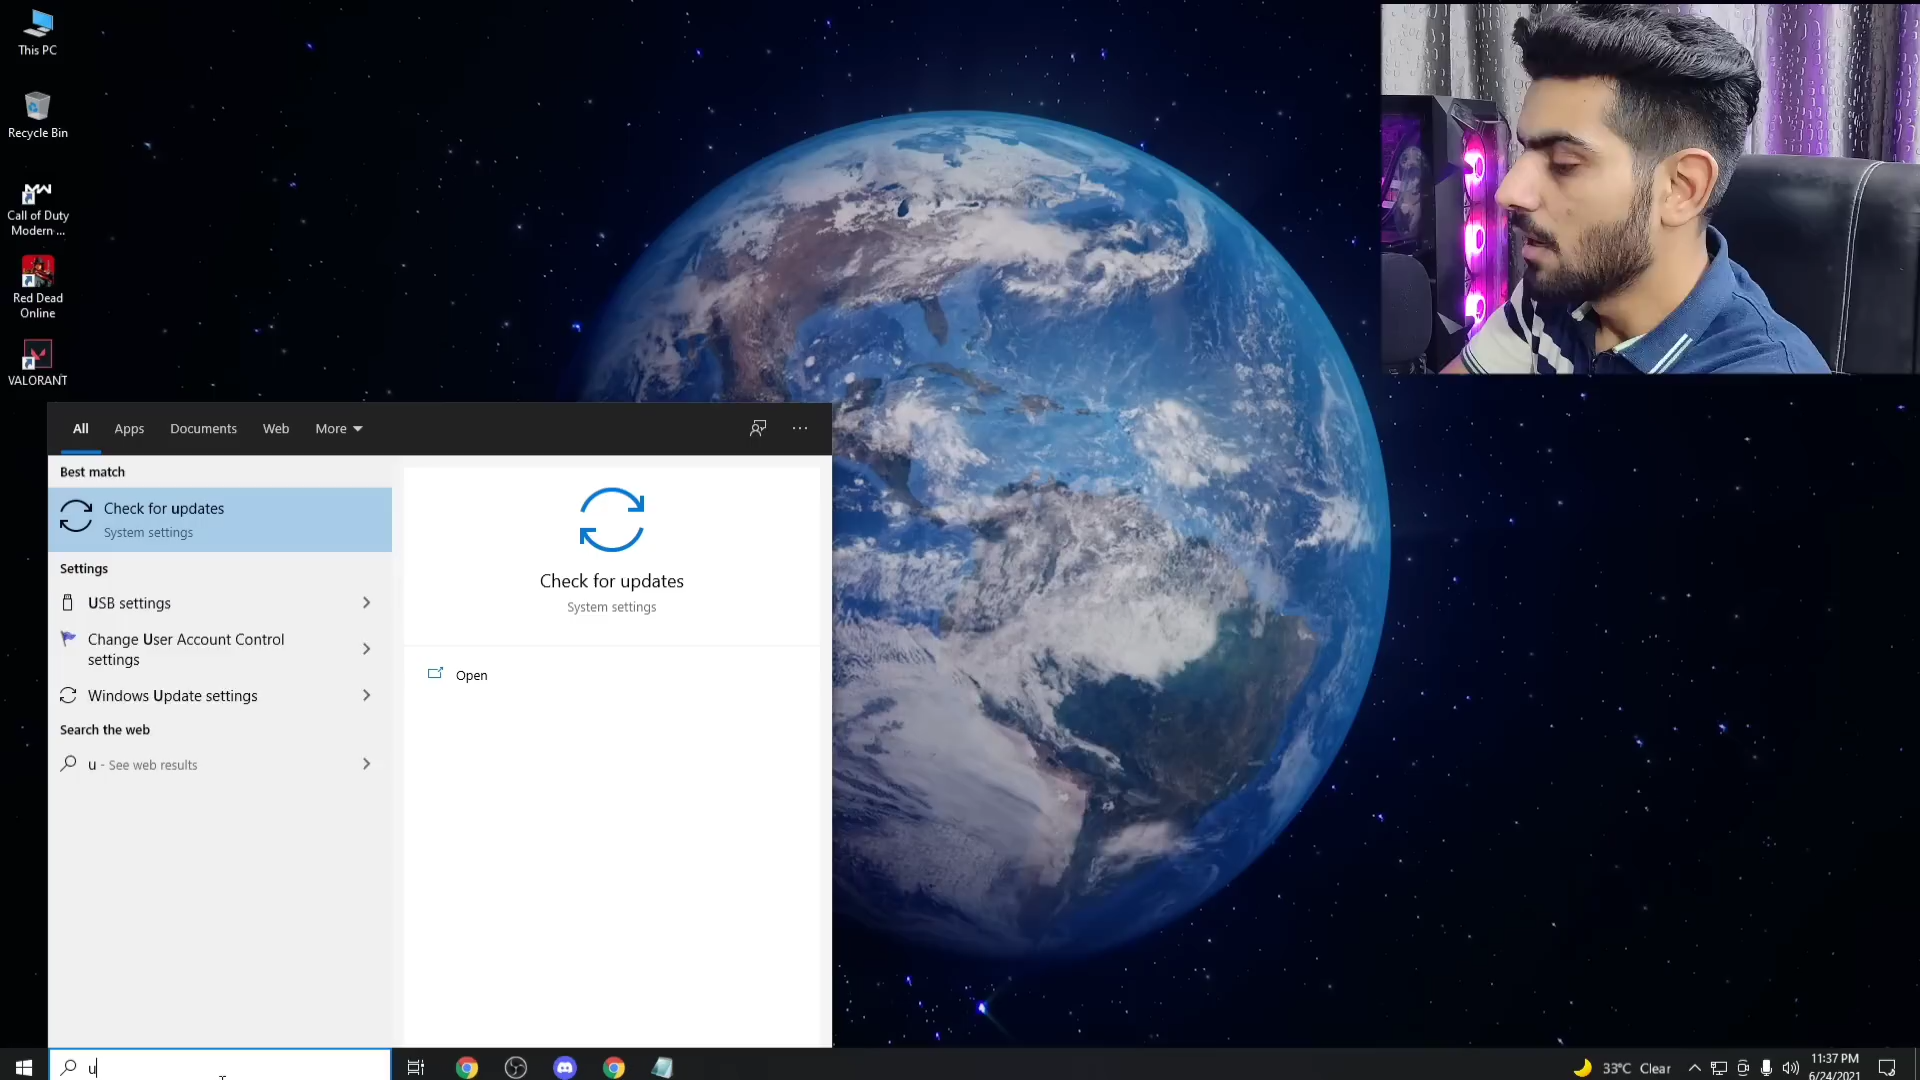 This PC
Recycle Bin
Call of Duty
Modern ...
Red Dead
Online
VALORANT
All
Apps
Documents
Web
More
Best match
Check for updates
System settings
Settings
USB settings
Change User Account Control
settings
Windows Update settings
Search the web
u - See web results
Check for updates
System settings
Open
u
33°C Clear
11:37 PM
6/24/2021